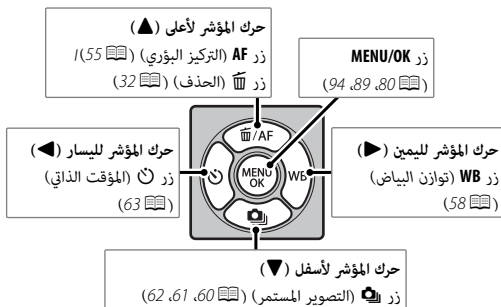 حرك المؤشر لأعلى (▲)
زر AF (التركيز البؤري) (📖 55)/
زر 🗑 (الحذف) (📖 32)
زر MENU/OK
(📖 80، 89، 94)
حرك المؤشر لليسار (◀)
زر ⏱ (المؤقت الذاتي)
(📖 63)
🗑/AF
MENU
OK
WB
حرك المؤشر لليمين (▶)
زر WB (توازن البياض)
(📖 58)
حرك المؤشر لأسفل (▼)
زر (التصوير المستمر) (📖 60، 61، 62)